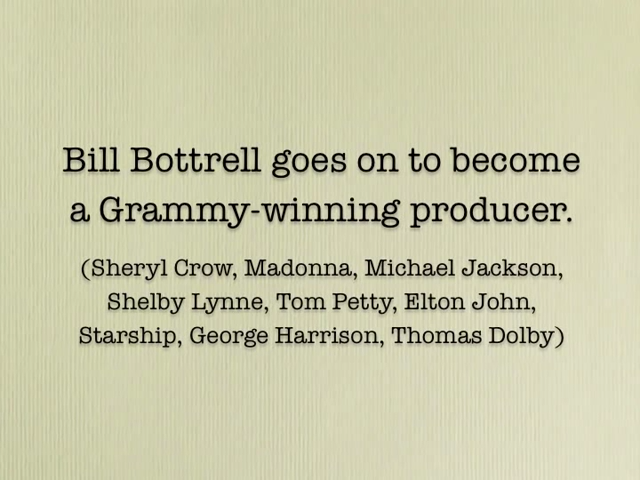 Bill Bottrell goes on to become
a Grammy-winning producer.
(Sheryl Crow, Madonna, Michael Jackson,
Shelby Lynne, Tom Petty, Elton John,
Starship, George Harrison, Thomas Dolby)